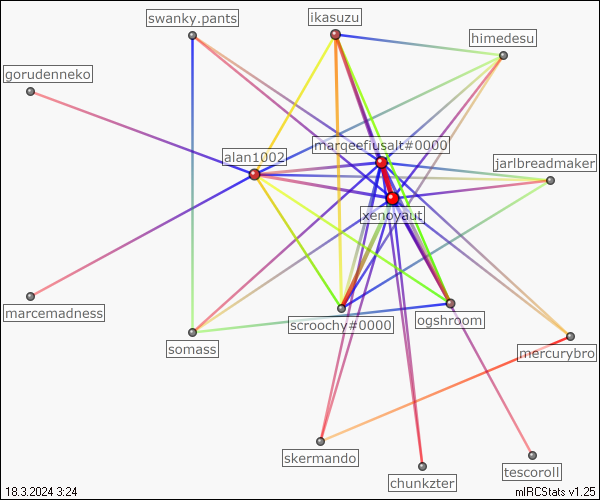 swanky.pants
ikasuzu
himedesu
gorudenneko
marqeefiusalt#0000
alan1002
jarlbreadmaker
xenoyaut
marcemadness
scroochy#0000
ogshroom
somass
mercurybro
skermando
chunkzter
tescoroll
18.3.2024 3:24
mIRCStats v1.25